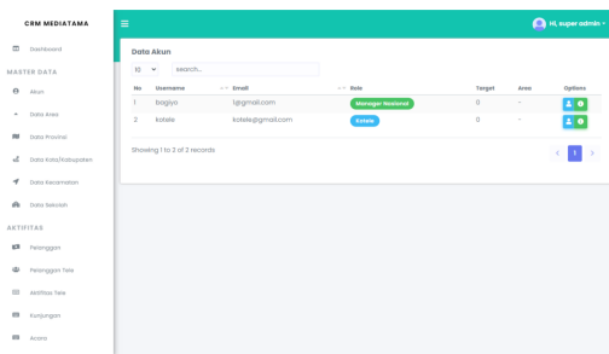 CRM MEDIATAMA
Hi, super admin
Dashboard
MASTER DATA
Akun
Data Area
Data Provinsi
Data Kota/Kabupaten
Data Kecamatan
Data Sekolah
AKTIFITAS
Pelanggan
Pelanggan Tele
Aktifitas Tele
Kunjungan
Acara
Data Akun
10 search...
No Username Email Role Target Area Options
1 bagiyo 1@gmail.com Manager Nasional 0 -
2 kotele kotele@gmail.com Kotele 0 -
Showing 1 to 2 of 2 records
< 1 >